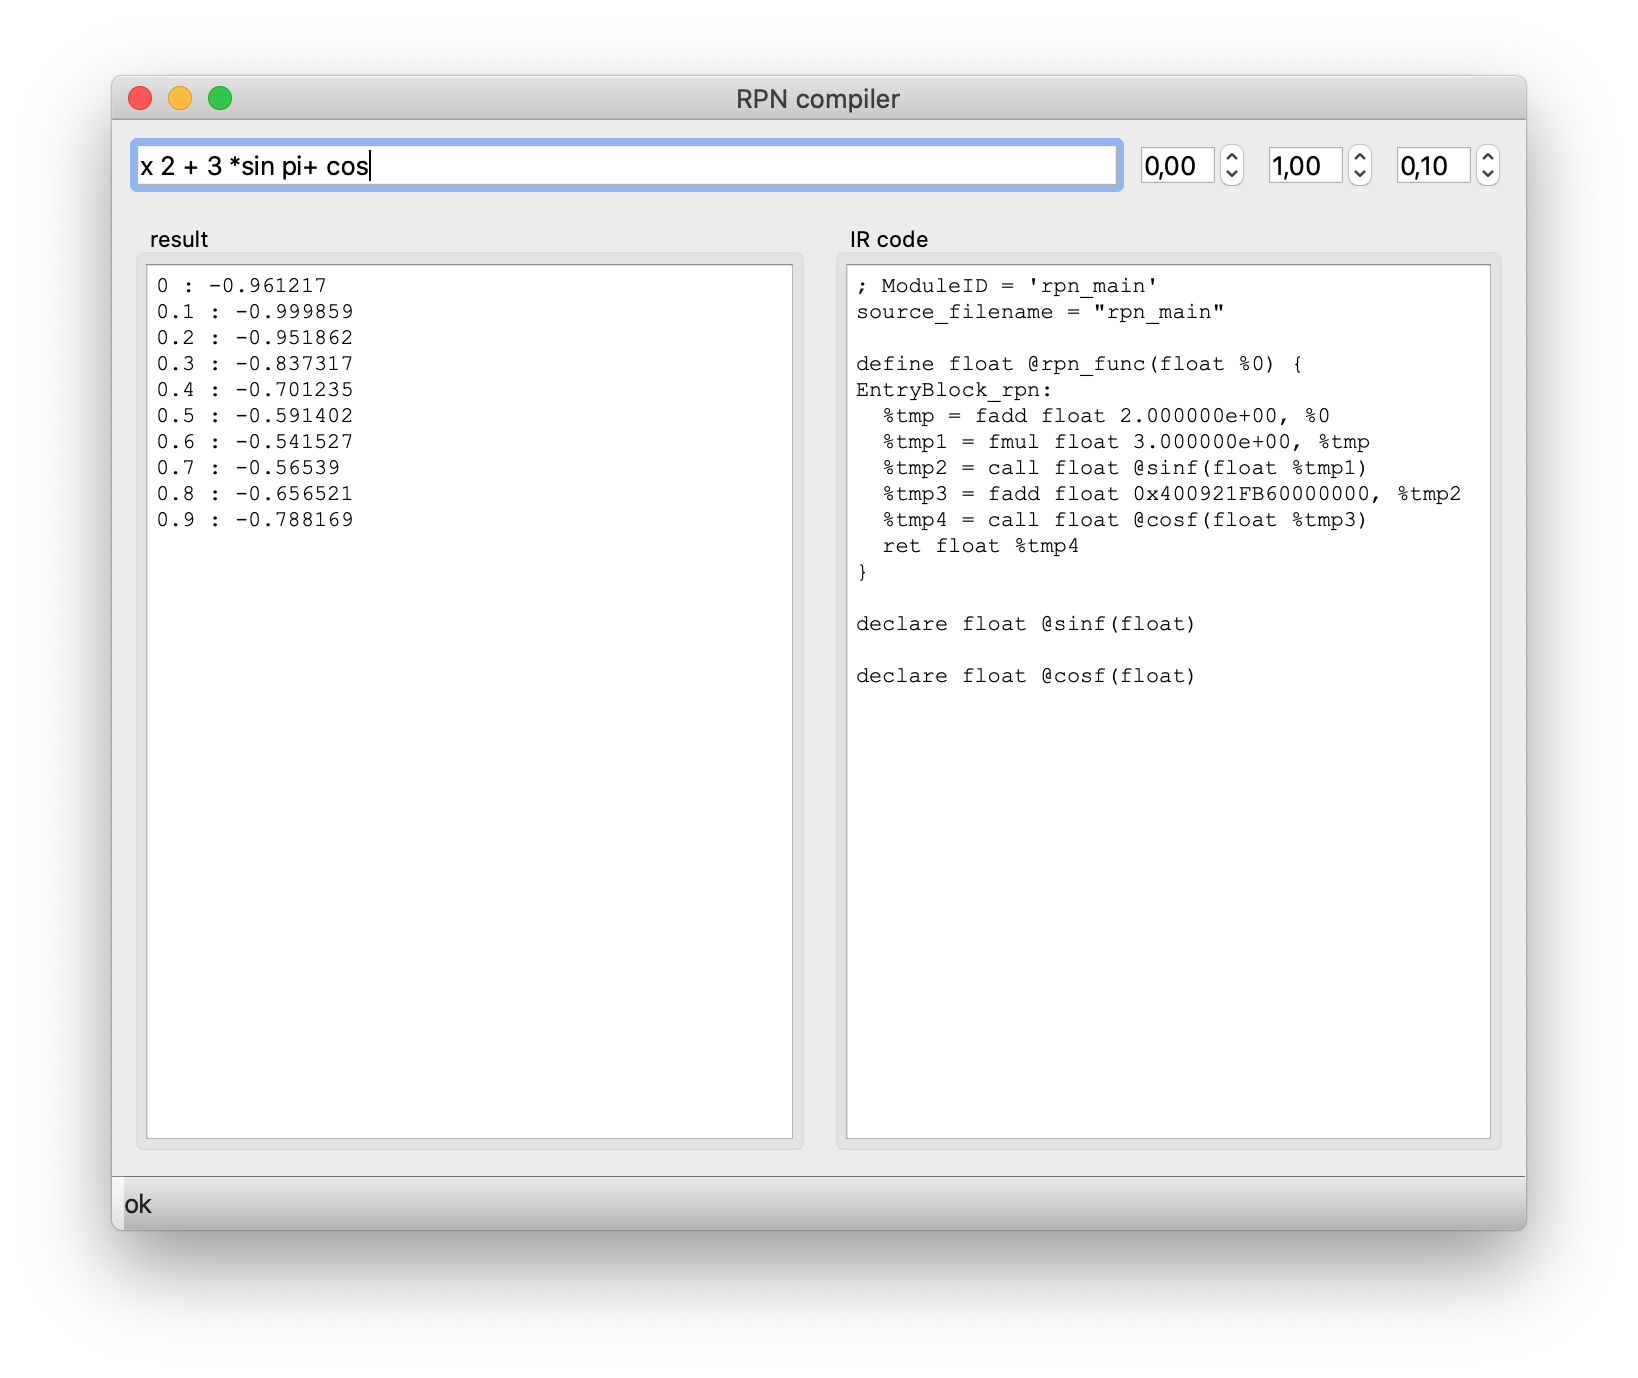 RPN compiler
x 2 + 3 *sin pi+ cos
0,00
1,00
0,10
result
0 : -0.961217
0.1 : -0.999859
0.2 : -0.951862
0.3 : -0.837317
0.4 : -0.701235
0.5 : -0.591402
0.6 : -0.541527
0.7 : -0.56539
0.8 : -0.656521
0.9 : -0.788169
IR code
; ModuleID = 'rpn_main'
source_filename = "rpn_main"
define float @rpn_func(float %0) {
EntryBlock_rpn:
  %tmp = fadd float 2.000000e+00, %0
  %tmp1 = fmul float 3.000000e+00, %tmp
  %tmp2 = call float @sinf(float %tmp1)
  %tmp3 = fadd float 0x400921FB60000000, %tmp2
  %tmp4 = call float @cosf(float %tmp3)
  ret float %tmp4
}
declare float @sinf(float)
declare float @cosf(float)
ok